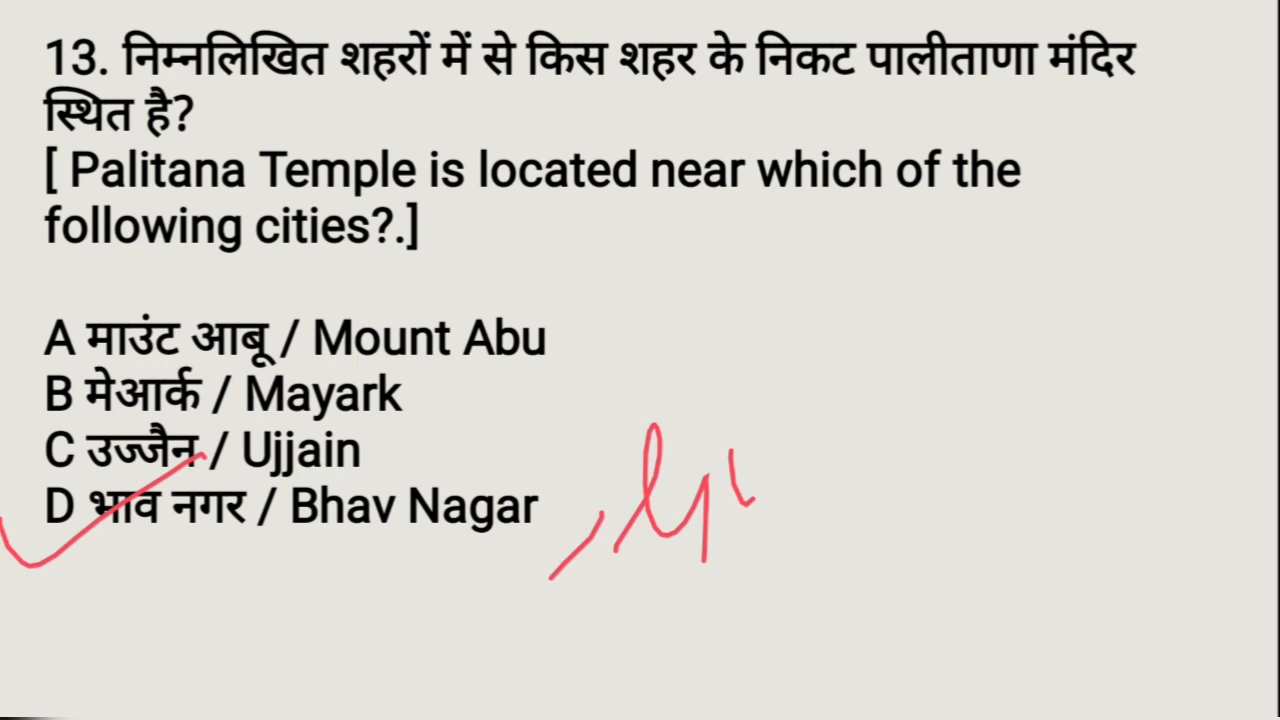 13. निम्नलिखित शहरों में से किस शहर के निकट पालीताणा मंदिर
स्थित है?
[ Palitana Temple is located near which of the
following cities?.]
A माउंट आबू / Mount Abu
B मेआर्क / Mayark
C उज्जैन / Ujjain
D भाव नगर / Bhav Nagar